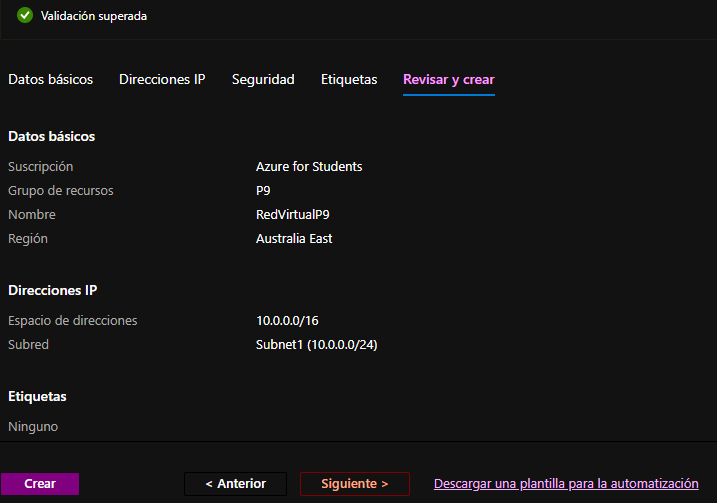 Validación superada
Datos básicos Direcciones IP Seguridad Etiquetas Revisar y crear
Datos básicos
Suscripción Azure for Students
Grupo de recursos P9
Nombre RedVirtualP9
Región Australia East
Direcciones IP
Espacio de direcciones 10.0.0.0/16
Subred Subnet1 (10.0.0.0/24)
Etiquetas
Ninguno
Crear < Anterior Siguiente > Descargar una plantilla para la automatización